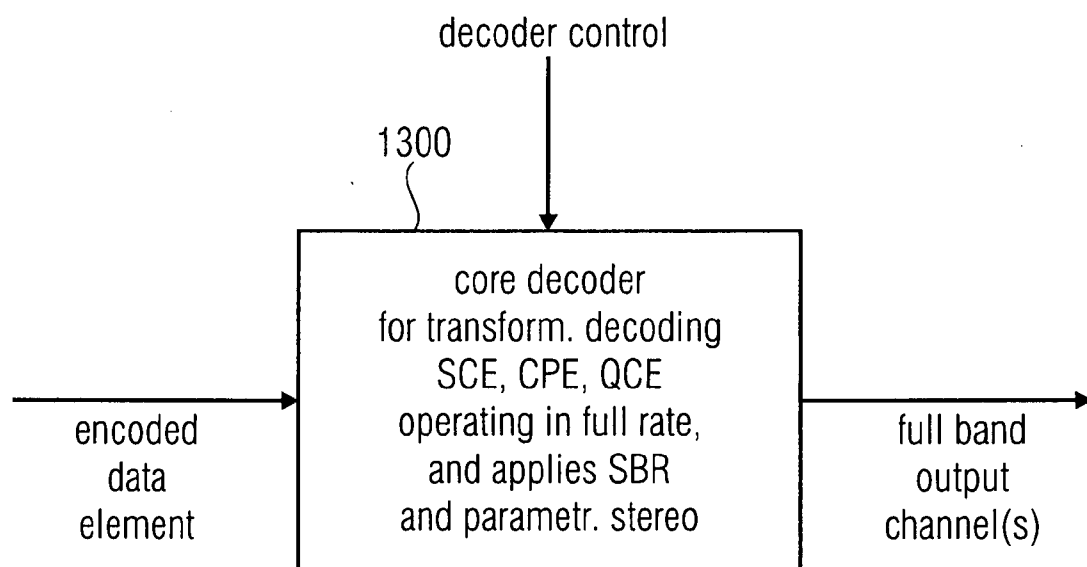 decoder control
1300
core decoder
for transform. decoding
SCE, CPE, QCE
operating in full rate,
and applies SBR
and parametr. stereo
encoded
data
element
full band
output
channel(s)